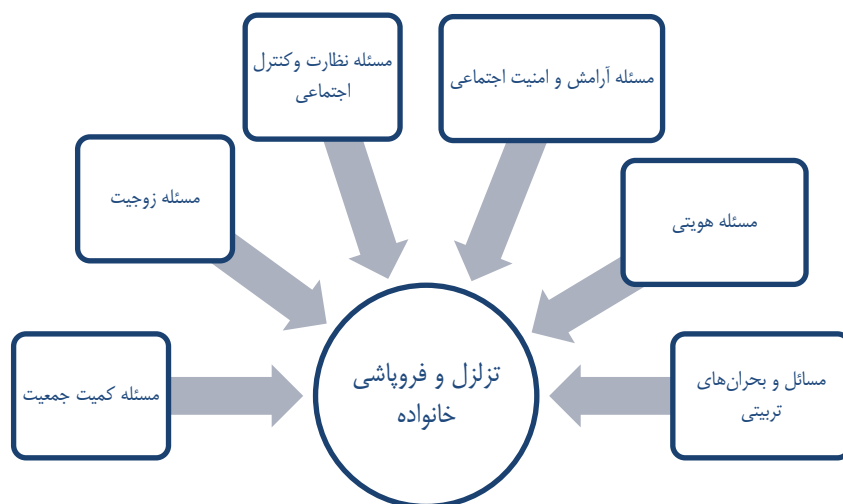 مسئله آرامش و امنیت اجتماعی
مسئله نظارت وکنترل
اجتماعی
مسئله هویتی
مسئله زوجیت
مسائل و بحران‌های
تربیتی
تزلزل و فروپاشی
خانواده
مسئله کمیت جمعیت